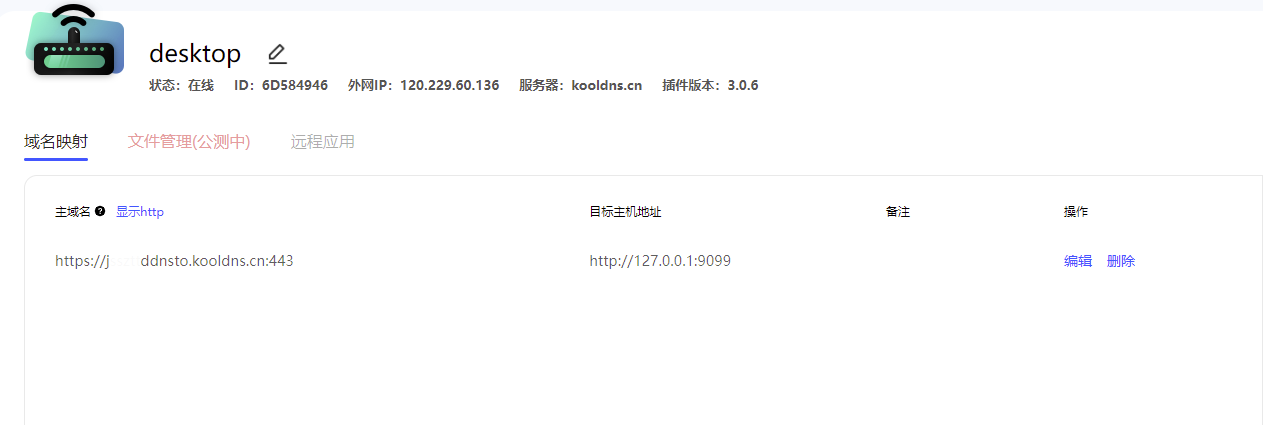 desktop
状态：在线 ID：6D584946 外网IP：120.229.60.136 服务器：kooldns.cn 插件版本：3.0.6
域名映射 文件管理(公测中) 远程应用
主域名 ? 显示http 目标主机地址 备注 操作
https://j ddnsto.kooldns.cn:443 http://127.0.0.1:9099 编辑 删除